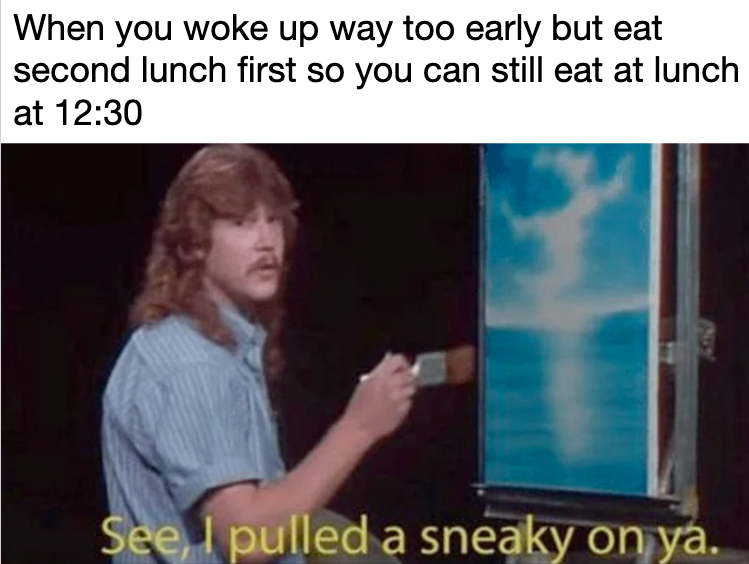 When you woke up way too early but eat
second lunch first so you can still eat at lunch
at 12:30
See, I pulled a sneaky on ya.